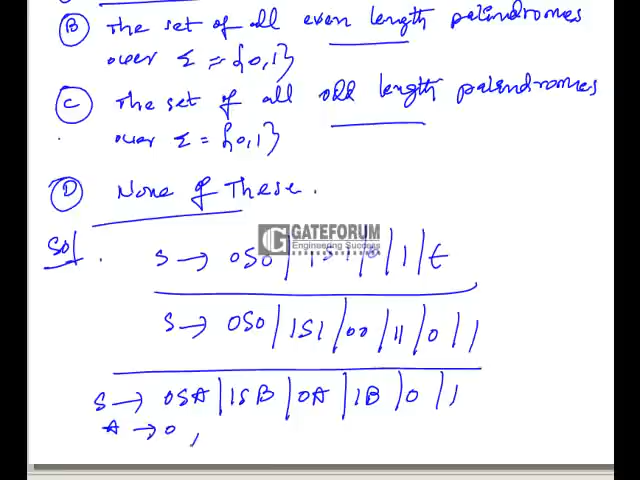 Ⓑ The set of all even length palindromes
over Σ = {0,1}
Ⓒ The set of all odd length palindromes
over Σ = {0,1}
Ⓓ None of These.
GATEFORUM
Engineering Success
Sol. S → 0S0 | 1S1 | 0 | 1 | ε
S → 0S0 | 1S1 | 00 | 11 | 0 | 1
S → 0SA | 1SB | 0A | 1B | 0 | 1
A → 0,